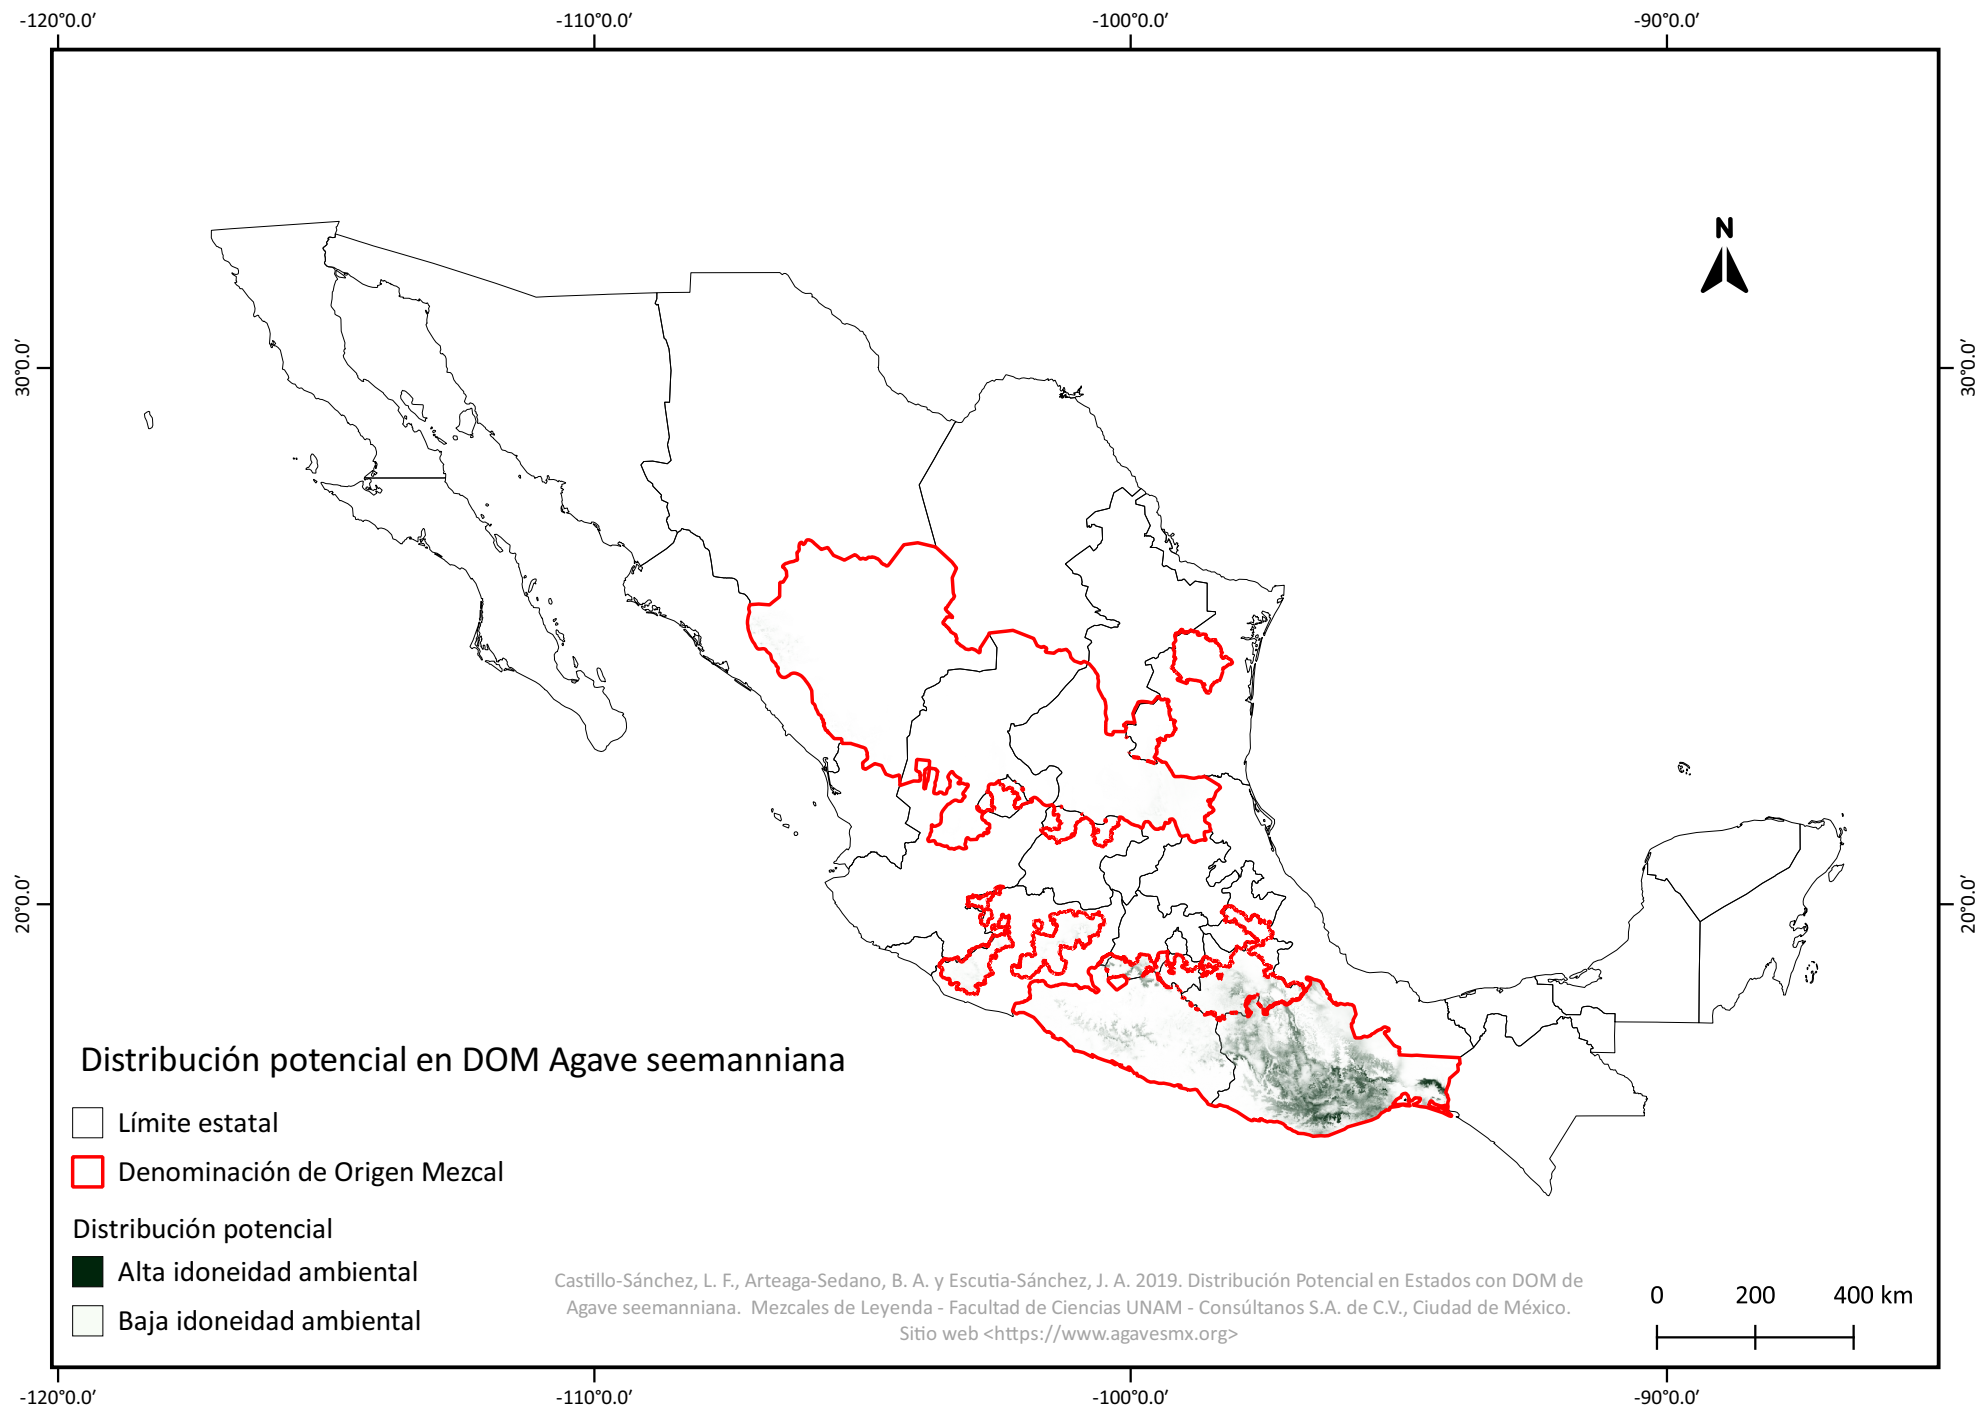 -120°0.0′ -110°0.0′ -100°0.0′ -90°0.0′
N
30°0.0′ 30°0.0′
20°0.0′ 20°0.0′
Distribución potencial en DOM Agave seemanniana
Límite estatal
Denominación de Origen Mezcal
Distribución potencial
Alta idoneidad ambiental
Baja idoneidad ambiental
Castillo-Sánchez, L. F., Arteaga-Sedano, B. A. y Escutia-Sánchez, J. A. 2019. Distribución Potencial en Estados con DOM de
Agave seemanniana. Mezcales de Leyenda - Facultad de Ciencias UNAM - Consúltanos S.A. de C.V., Ciudad de México.
Sitio web <https://www.agavesmx.org>
0 200 400 km
-120°0.0′ -110°0.0′ -100°0.0′ -90°0.0′